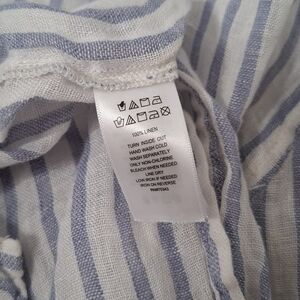 100% LINEN
TURN INSIDE OUT
HAND WASH COLD
WASH SEPARATELY
ONLY NON-CHLORINE
BLEACH WHEN NEEDED
LINE DRY
LOW IRON IF NEEDED
IRON ON REVERSE